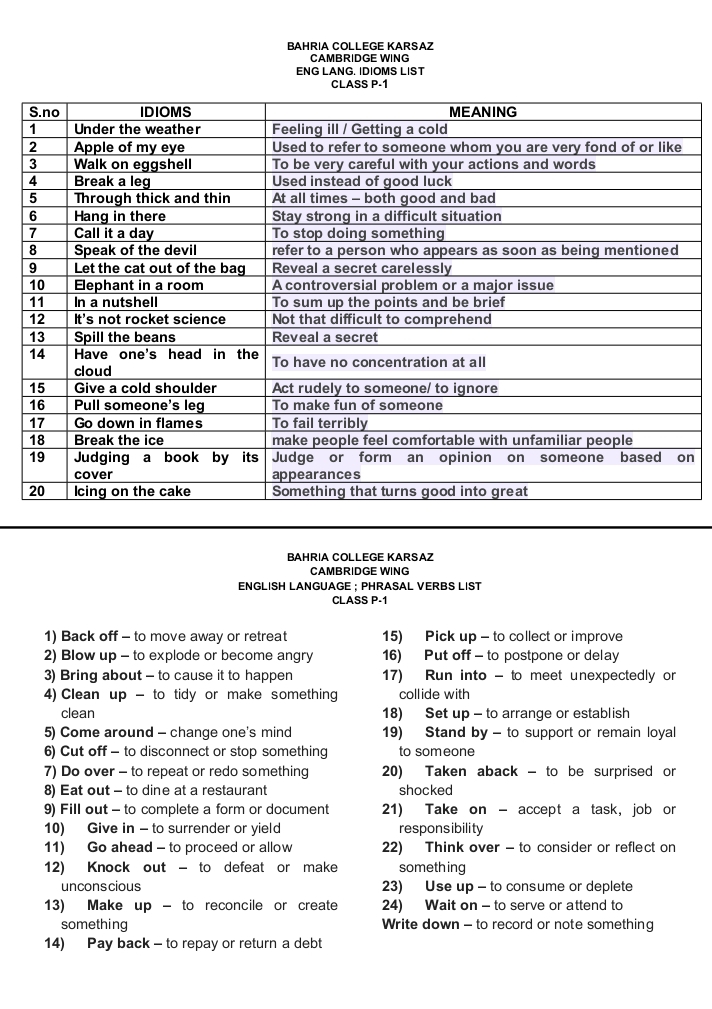 BAHRIA COLLEGE KARSAZ
CAMBRIDGE WING
ENG LANG. IDIOMS LIST
CLASS P-1
S.no IDIOMS MEANING
1 Under the weather Feeling ill / Getting a cold
2 Apple of my eye Used to refer to someone whom you are very fond of or like
3 Walk on eggshell To be very careful with your actions and words
4 Break a leg Used instead of good luck
5 Through thick and thin At all times – both good and bad
6 Hang in there Stay strong in a difficult situation
7 Call it a day To stop doing something
8 Speak of the devil refer to a person who appears as soon as being mentioned
9 Let the cat out of the bag Reveal a secret carelessly
10 Elephant in a room A controversial problem or a major issue
11 In a nutshell To sum up the points and be brief
12 It's not rocket science Not that difficult to comprehend
13 Spill the beans Reveal a secret
14 Have one's head in the
cloud To have no concentration at all
15 Give a cold shoulder Act rudely to someone/ to ignore
16 Pull someone's leg To make fun of someone
17 Go down in flames To fail terribly
18 Break the ice make people feel comfortable with unfamiliar people
19 Judging a book by its Judge or form an opinion on someone based on
cover appearances
20 Icing on the cake Something that turns good into great
BAHRIA COLLEGE KARSAZ
CAMBRIDGE WING
ENGLISH LANGUAGE ; PHRASAL VERBS LIST
CLASS P-1
1) Back off – to move away or retreat
2) Blow up – to explode or become angry
3) Bring about – to cause it to happen
4) Clean up – to tidy or make something
clean
5) Come around – change one's mind
6) Cut off – to disconnect or stop something
7) Do over – to repeat or redo something
8) Eat out – to dine at a restaurant
9) Fill out – to complete a form or document
10) Give in – to surrender or yield
11) Go ahead – to proceed or allow
12) Knock out – to defeat or make
unconscious
13) Make up – to reconcile or create
something
14) Pay back – to repay or return a debt
15) Pick up – to collect or improve
16) Put off – to postpone or delay
17) Run into – to meet unexpectedly or
collide with
18) Set up – to arrange or establish
19) Stand by – to support or remain loyal
to someone
20) Taken aback – to be surprised or
shocked
21) Take on – accept a task, job or
responsibility
22) Think over – to consider or reflect on
something
23) Use up – to consume or deplete
24) Wait on – to serve or attend to
Write down – to record or note something